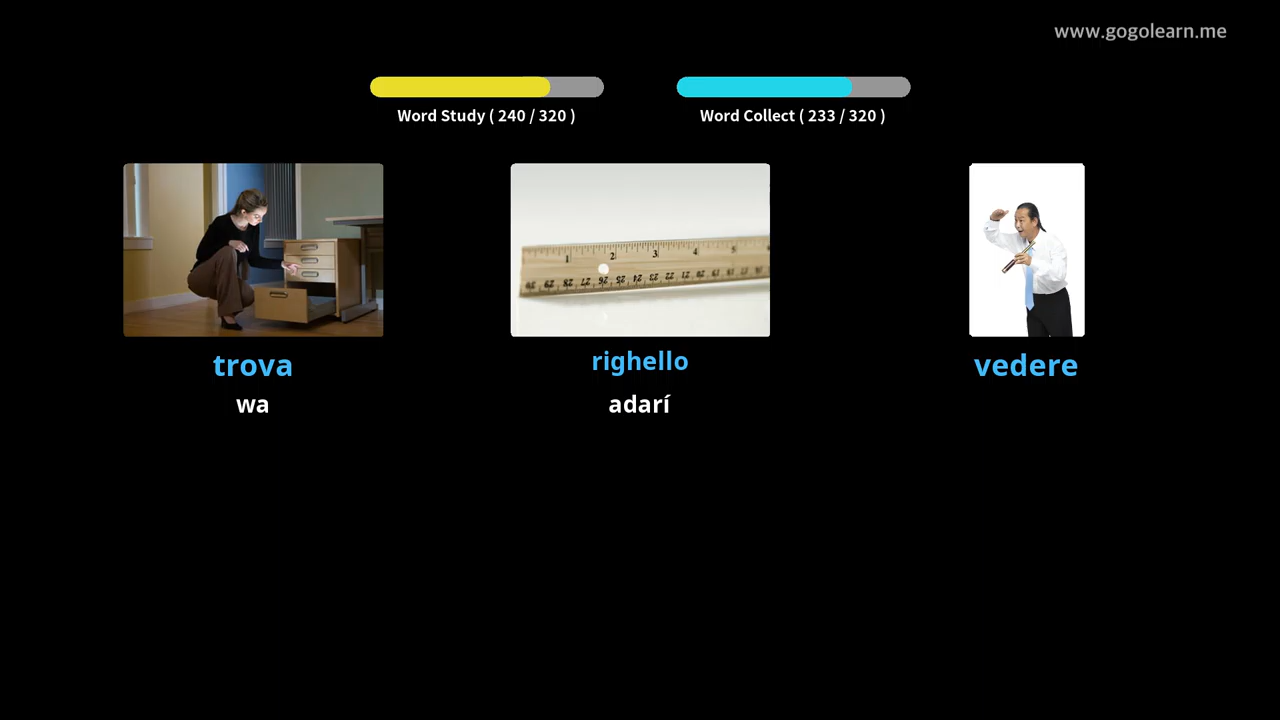 www.gogolearn.me
Word Study ( 240 / 320 )
Word Collect ( 233 / 320 )
trova
righello
vedere
wa
adarí